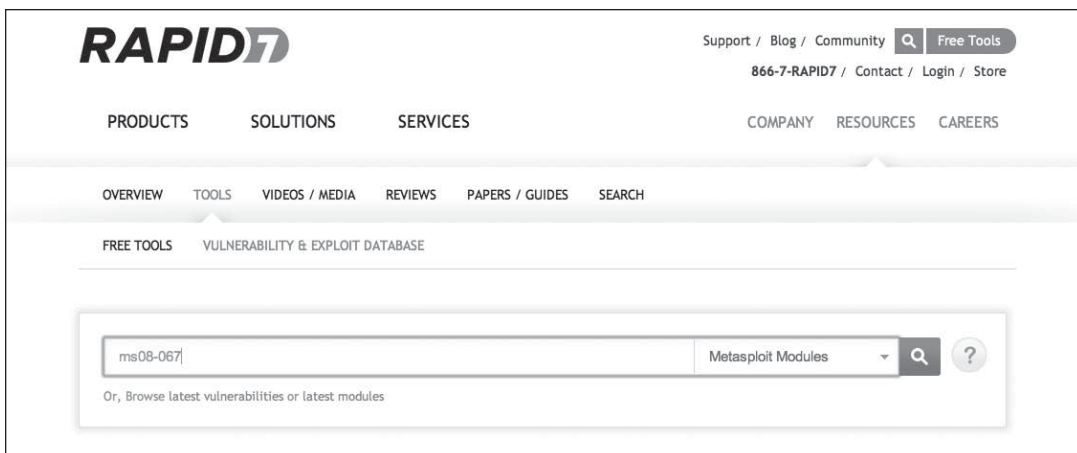 RAPID7
Support / Blog / Community Free Tools
866-7-RAPID7 / Contact / Login / Store
PRODUCTS SOLUTIONS SERVICES COMPANY RESOURCES CAREERS
OVERVIEW TOOLS VIDEOS / MEDIA REVIEWS PAPERS / GUIDES SEARCH
FREE TOOLS VULNERABILITY & EXPLOIT DATABASE
ms08-067 Metasploit Modules ?
Or, Browse latest vulnerabilities or latest modules